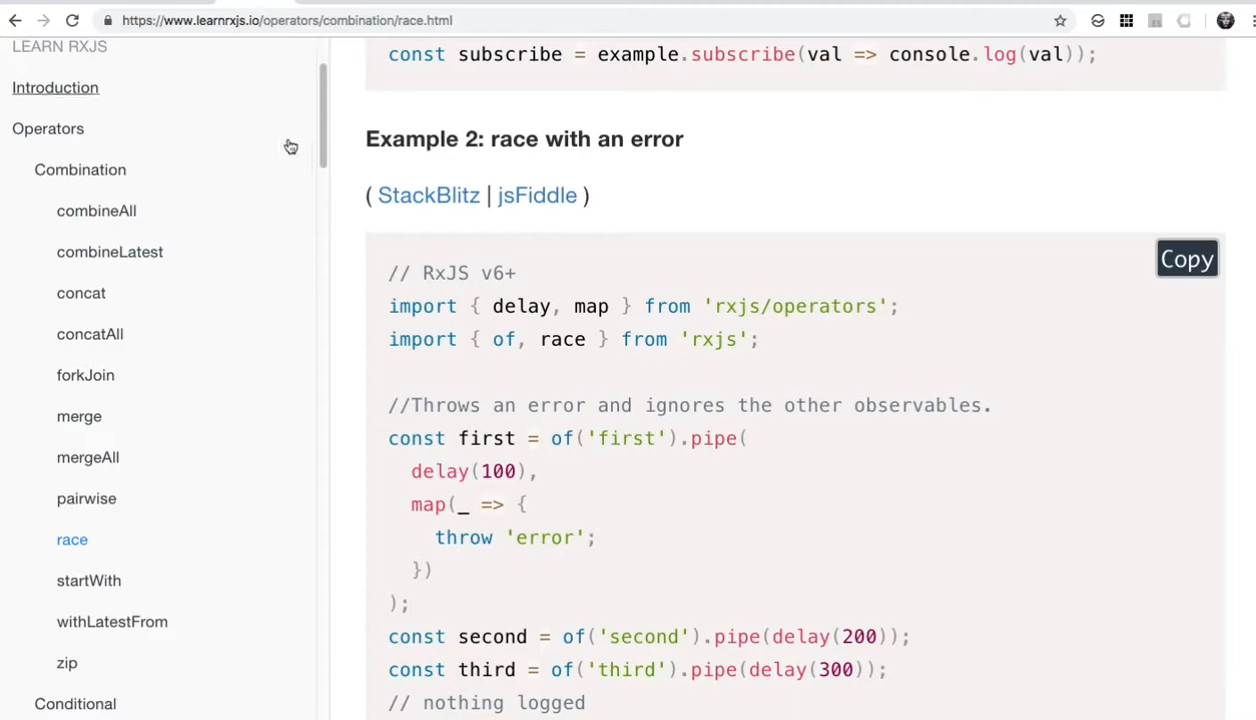 https://www.learnrxjs.io/operators/combination/race.html
LEARN RXJS
Introduction
Operators
Combination
combineAll
combineLatest
concat
concatAll
forkJoin
merge
mergeAll
pairwise
race
startWith
withLatestFrom
zip
Conditional
const subscribe = example.subscribe(val => console.log(val));
Example 2: race with an error
( StackBlitz | jsFiddle )
Copy
// RxJS v6+
import { delay, map } from 'rxjs/operators';
import { of, race } from 'rxjs';
//Throws an error and ignores the other observables.
const first = of('first').pipe(
delay(100),
map(_ => {
throw 'error';
})
);
const second = of('second').pipe(delay(200));
const third = of('third').pipe(delay(300));
// nothing logged